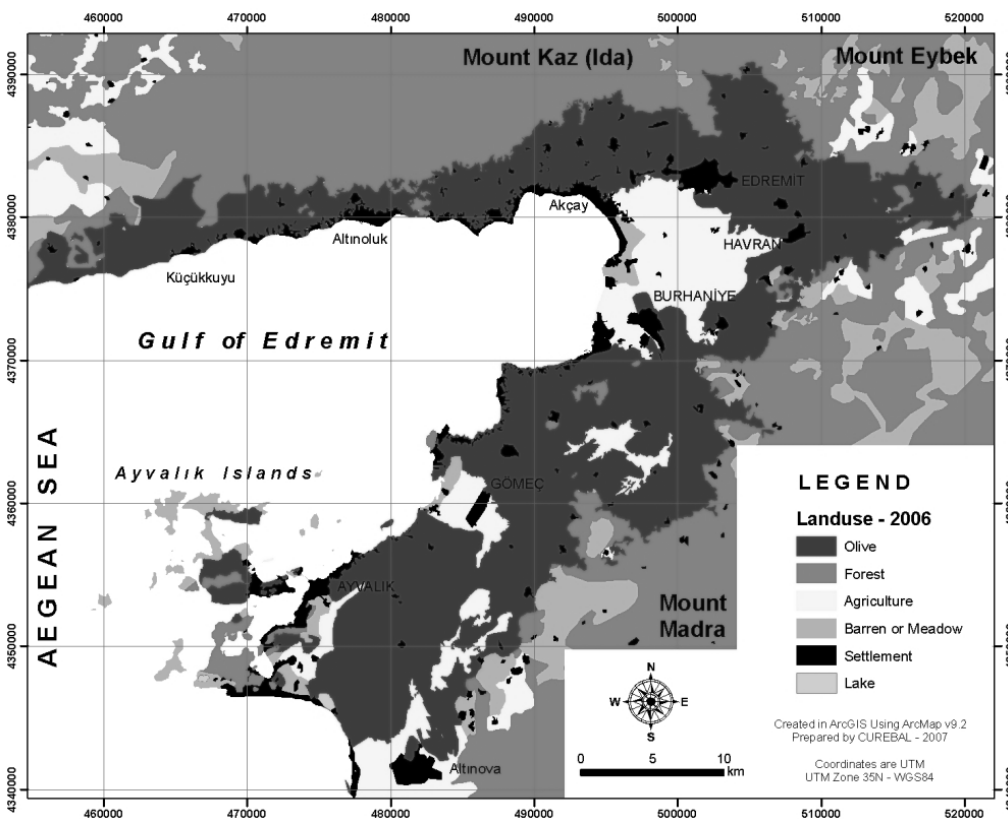 460000 470000 480000 490000 500000 510000 520000
4390000
4380000
4370000
4360000
4350000
4340000
Mount Kaz (Ida)
Mount Eybek
EDREMİT
Akçay
Altınoluk
HAVRAN
Küçükkuyu
BURHANİYE
Gulf of Edremit
AEGEAN SEA
Ayvalık Islands
GÖMEÇ
AYVALIK
Mount
Madra
Altınova
LEGEND
Landuse - 2006
Olive
Forest
Agriculture
Barren or Meadow
Settlement
Lake
N
W E
S
0 5 10
km
Created in ArcGIS Using ArcMap v9.2
Prepared by CUREBAL - 2007
Coordinates are UTM
UTM Zone 35N - WGS84
460000 470000 480000 490000 500000 510000 520000